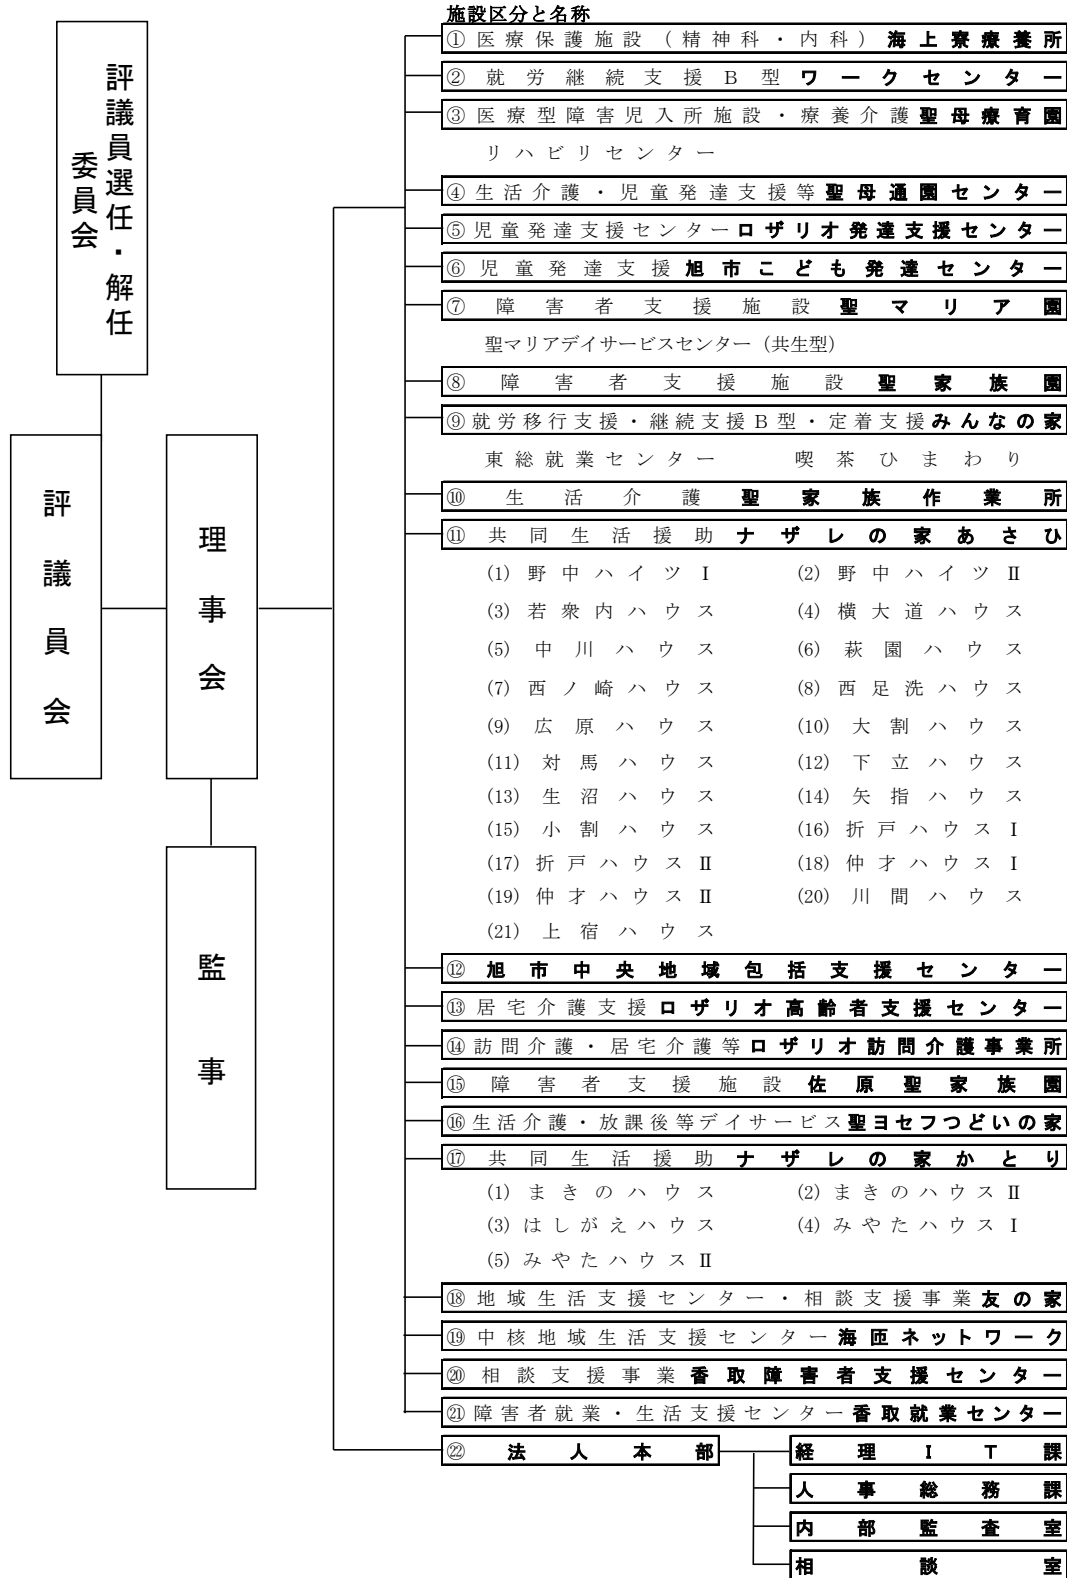 評議員選任・解任
委員会
評議員会
理事会
監事
施設区分と名称
①医療保護施設（精神科・内科）海上寮療養所
②就労継続支援B型ワークセンター
③医療型障害児入所施設・療養介護聖母療育園
リハビリセンター
④生活介護・児童発達支援等聖母通園センター
⑤児童発達支援センターロザリオ発達支援センター
⑥児童発達支援旭市こども発達センター
⑦障害者支援施設聖マリア園
聖マリアデイサービスセンター（共生型）
⑧障害者支援施設聖家族園
⑨就労移行支援・継続支援B型・定着支援みんなの家
東総就業センター 喫茶ひまわり
⑩生活介護聖家族作業所
⑪共同生活援助ナザレの家あさひ
(1) 野中ハイツⅠ (2) 野中ハイツⅡ
(3) 若衆内ハウス (4) 横大道ハウス
(5) 中川ハウス (6) 萩園ハウス
(7) 西ノ崎ハウス (8) 西足洗ハウス
(9) 広原ハウス (10) 大割ハウス
(11) 対馬ハウス (12) 下立ハウス
(13) 生沼ハウス (14) 矢指ハウス
(15) 小割ハウス (16) 折戸ハウスⅠ
(17) 折戸ハウスⅡ (18) 仲才ハウスⅠ
(19) 仲才ハウスⅡ (20) 川間ハウス
(21) 上宿ハウス
⑫旭市中央地域包括支援センター
⑬居宅介護支援ロザリオ高齢者支援センター
⑭訪問介護・居宅介護等ロザリオ訪問介護事業所
⑮障害者支援施設佐原聖家族園
⑯生活介護・放課後等デイサービス聖ヨセフつどいの家
⑰共同生活援助ナザレの家かとり
(1) まきのハウス (2) まきのハウスⅡ
(3) はしがえハウス (4) みやたハウスⅠ
(5) みやたハウスⅡ
⑱地域生活支援センター・相談支援事業友の家
⑲中核地域生活支援センター海匝ネットワーク
⑳相談支援事業香取障害者支援センター
㉑障害者就業・生活支援センター香取就業センター
㉒法人本部 経理IT課
人事総務課
内部監査室
相談室